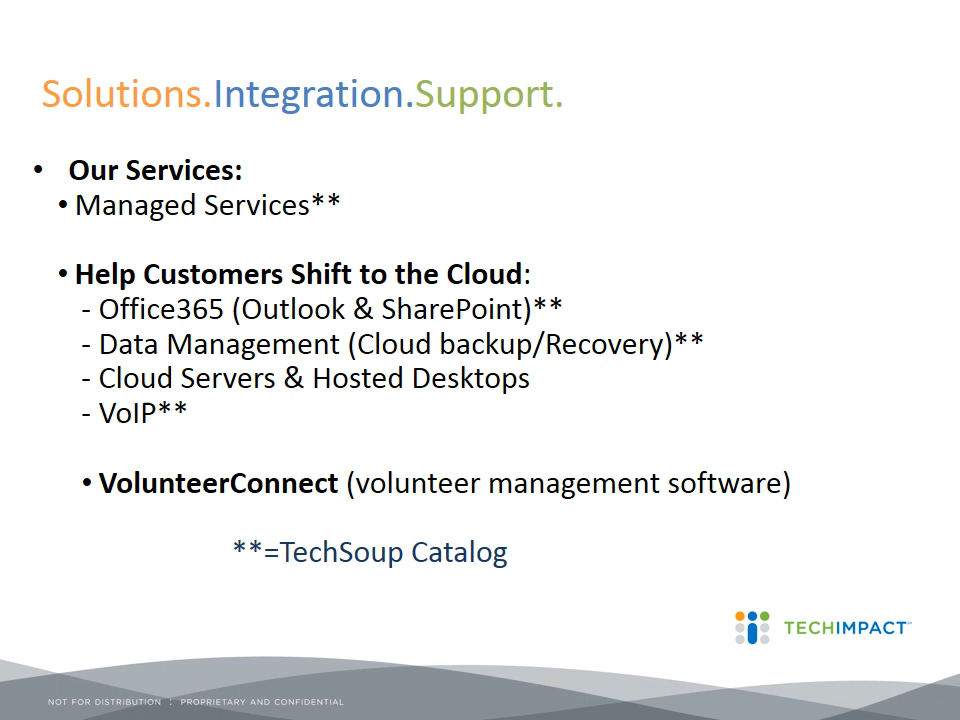 Solutions.Integration.Support.
• Our Services:
• Managed Services**
• Help Customers Shift to the Cloud:
- Office365 (Outlook & SharePoint)**
- Data Management (Cloud backup/Recovery)**
- Cloud Servers & Hosted Desktops
- VoIP**
• VolunteerConnect (volunteer management software)
**=TechSoup Catalog
TECHIMPACT™
NOT FOR DISTRIBUTION : PROPRIETARY AND CONFIDENTIAL